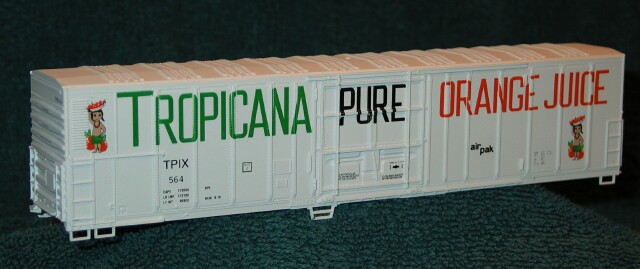 TROPICANA PURE ORANGE JUICE
TPIX
564
air pak